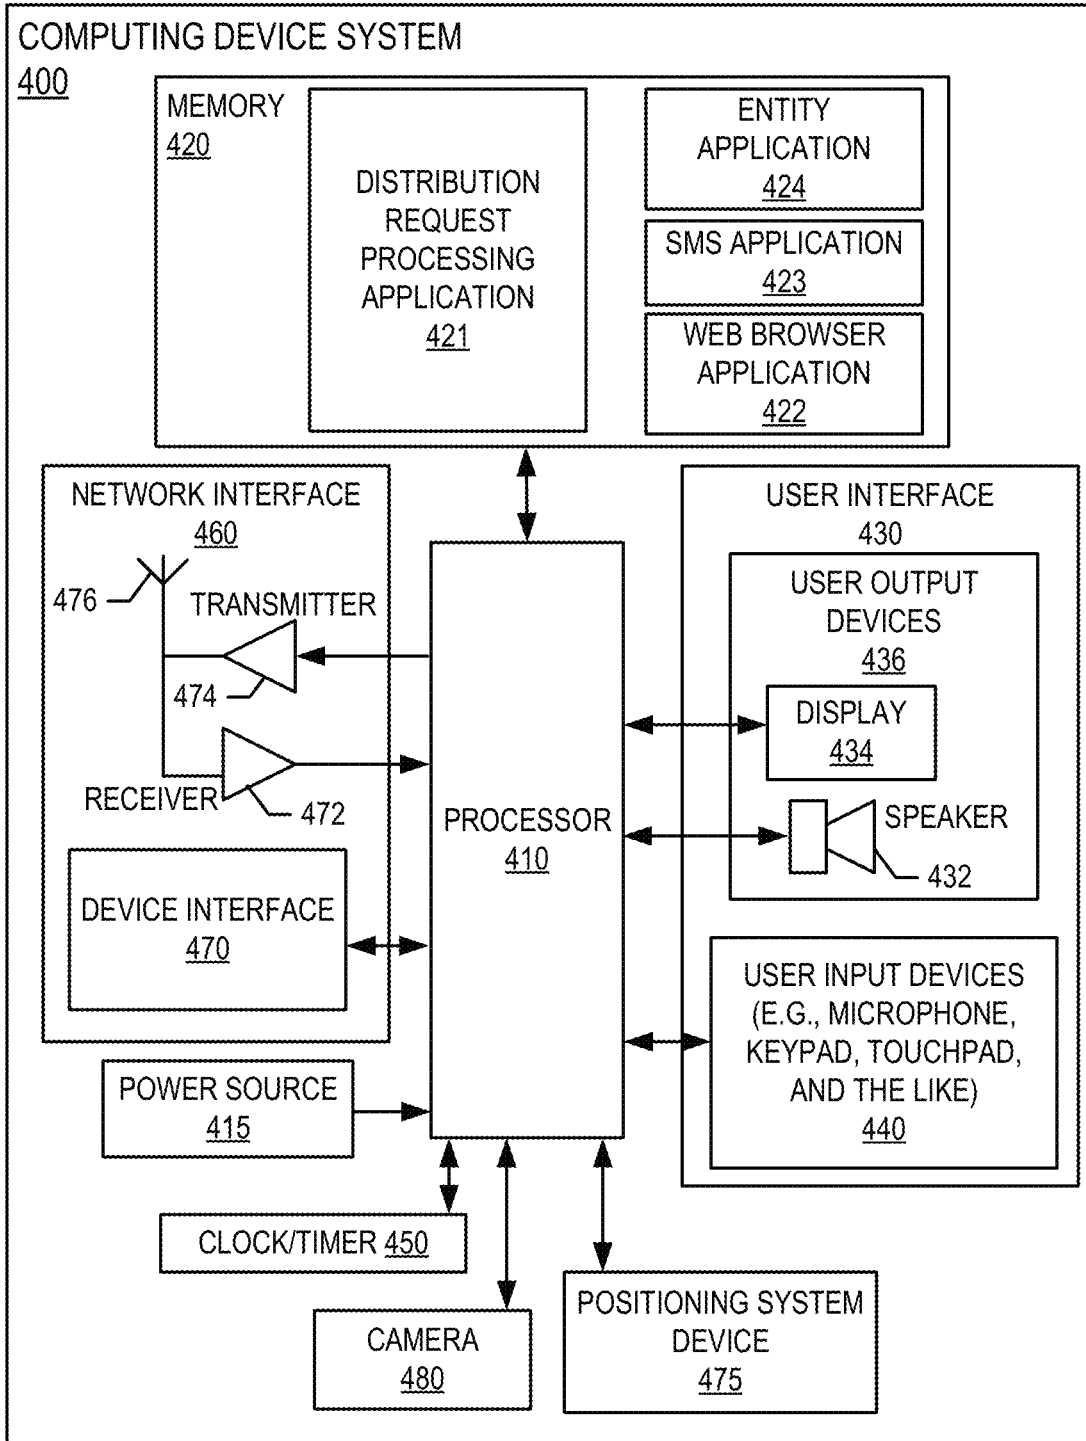 COMPUTING DEVICE SYSTEM
400
MEMORY
420
DISTRIBUTION
REQUEST
PROCESSING
APPLICATION
421
ENTITY
APPLICATION
424
SMS APPLICATION
423
WEB BROWSER
APPLICATION
422
NETWORK INTERFACE
460
476
TRANSMITTER
474
RECEIVER
472
DEVICE INTERFACE
470
PROCESSOR
410
USER INTERFACE
430
USER OUTPUT
DEVICES
436
DISPLAY
434
SPEAKER
432
USER INPUT DEVICES
(E.G., MICROPHONE,
KEYPAD, TOUCHPAD,
AND THE LIKE)
440
POWER SOURCE
415
CLOCK/TIMER 450
CAMERA
480
POSITIONING SYSTEM
DEVICE
475